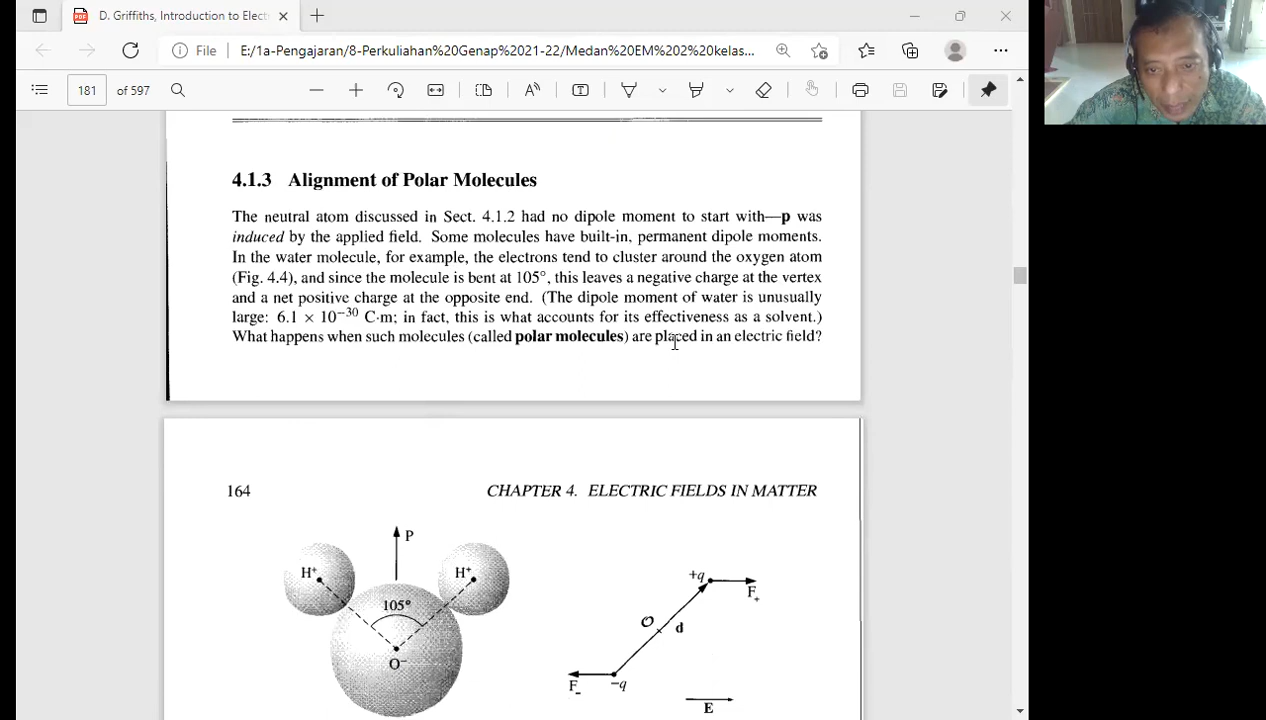 D. Griffiths, Introduction to Elect
File
E:/1a-Pengajaran/8-Perkuliahan%20Genap%2021-22/Medan%20EM%202%20kelas...
181 of 597
4.1.3 Alignment of Polar Molecules
The neutral atom discussed in Sect. 4.1.2 had no dipole moment to start with—p was
induced by the applied field. Some molecules have built-in, permanent dipole moments.
In the water molecule, for example, the electrons tend to cluster around the oxygen atom
(Fig. 4.4), and since the molecule is bent at 105°, this leaves a negative charge at the vertex
and a net positive charge at the opposite end. (The dipole moment of water is unusually
large: 6.1 × 10⁻³⁰ C·m; in fact, this is what accounts for its effectiveness as a solvent.)
What happens when such molecules (called polar molecules) are placed in an electric field?
164 CHAPTER 4. ELECTRIC FIELDS IN MATTER
P
H⁺ H⁺
105°
O⁻
+q
F₊
O
d
F₋ −q
E